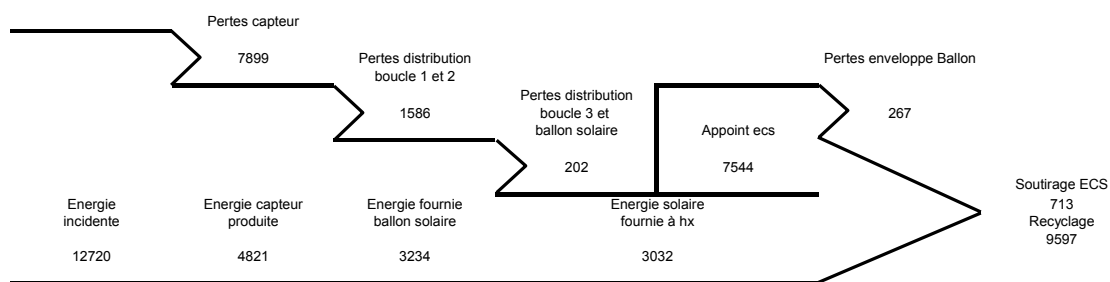 Pertes capteur
7899
Pertes distribution
boucle 1 et 2
1586
Pertes distribution
boucle 3 et
ballon solaire
202
Appoint ecs
7544
Pertes enveloppe Ballon
267
Energie
incidente
12720
Energie capteur
produite
4821
Energie fournie
ballon solaire
3234
Energie solaire
fournie à hx
3032
Soutirage ECS
713
Recyclage
9597